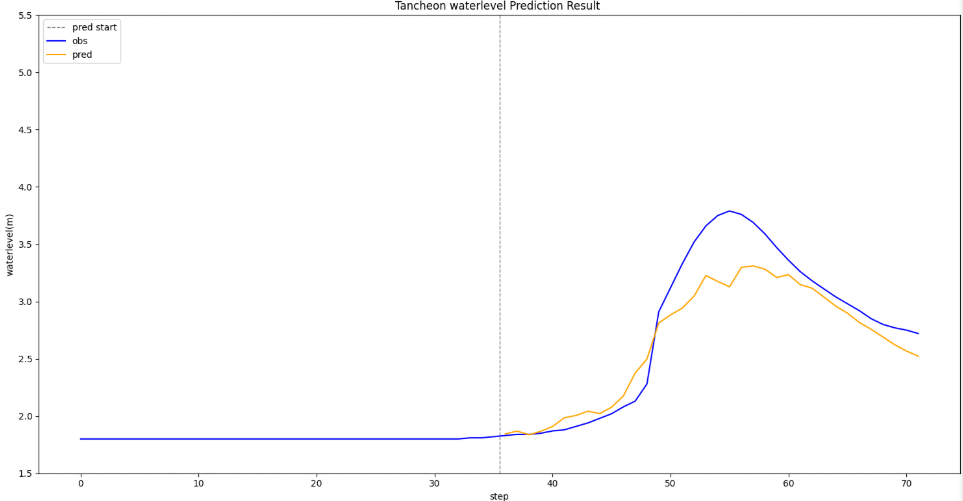 Tancheon waterlevel Prediction Result
pred start
obs
pred
waterlevel(m)
5.5
5.0
4.5
4.0
3.5
3.0
2.5
2.0
1.5
0 10 20 30 40 50 60 70
step